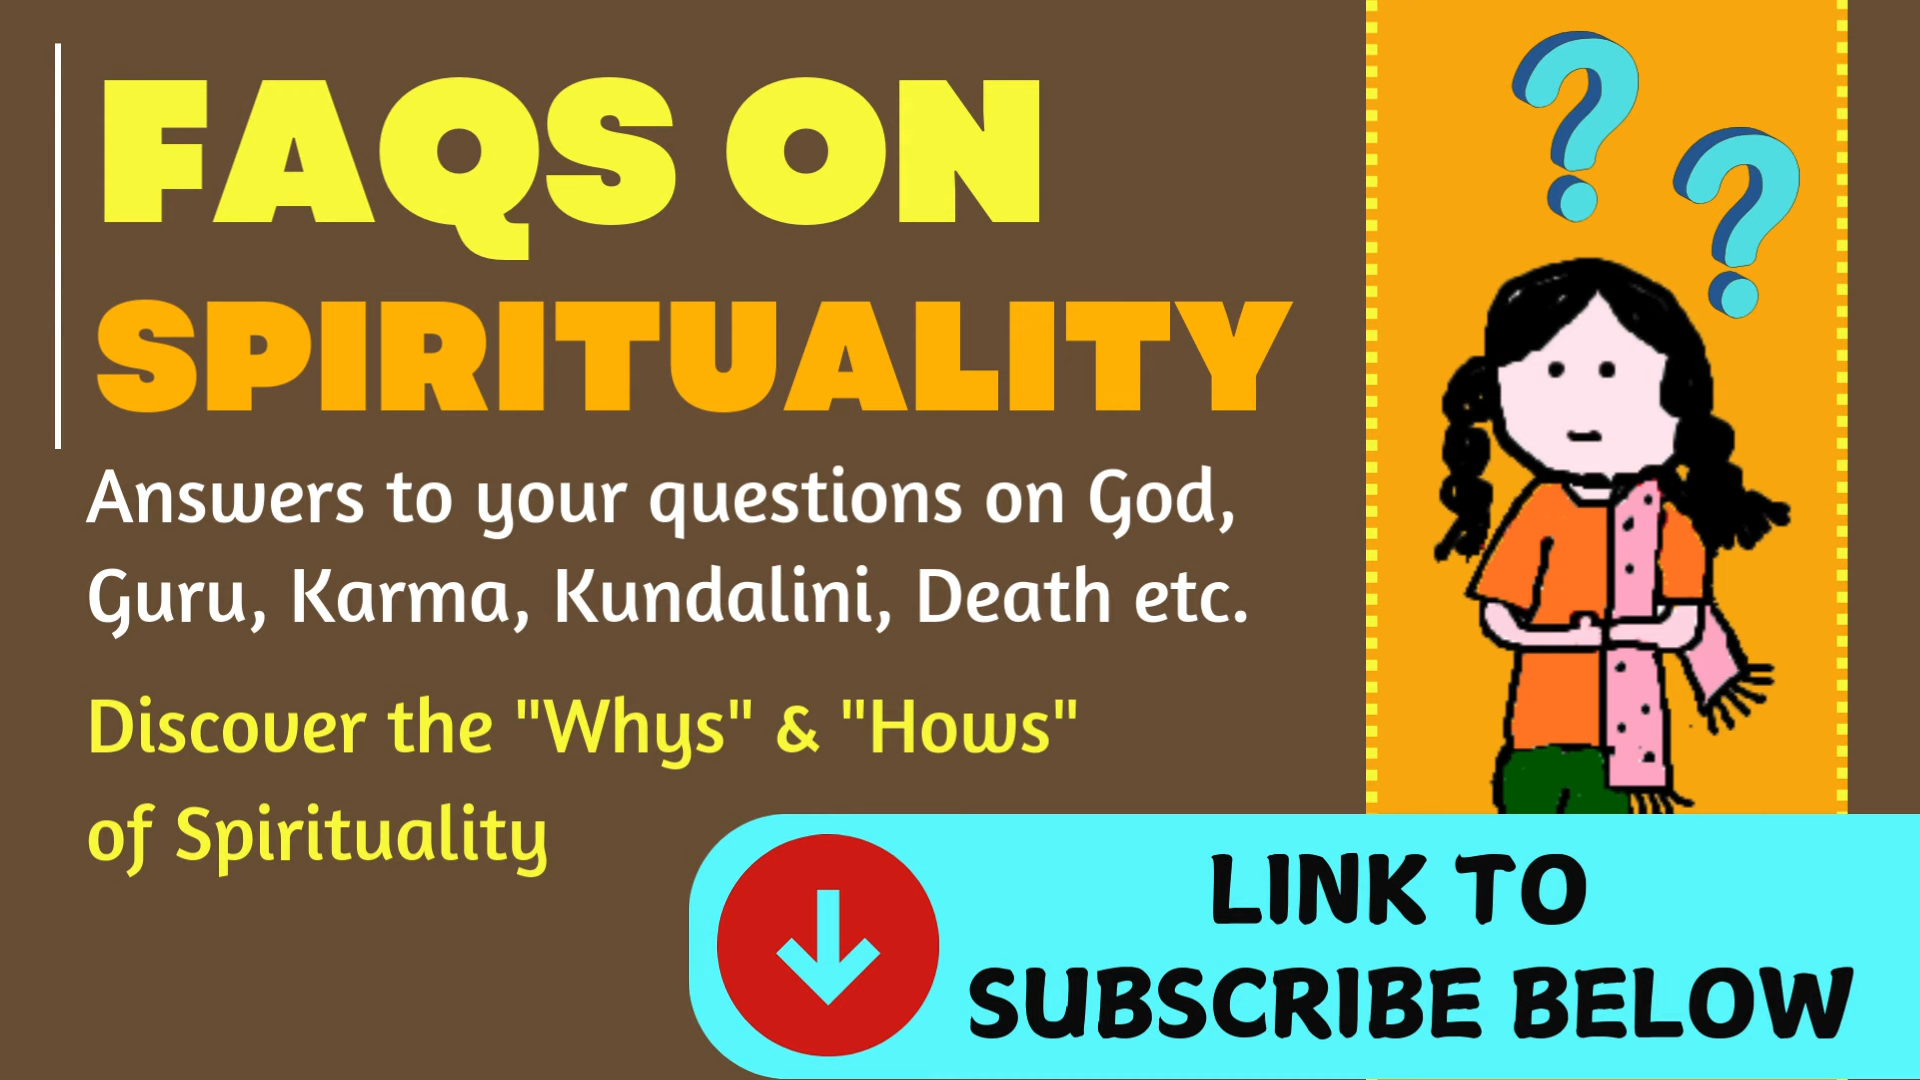 FAQS ON
SPIRITUALITY
Answers to your questions on God,
Guru, Karma, Kundalini, Death etc.
Discover the "Whys" & "Hows"
of Spirituality
LINK TO
SUBSCRIBE BELOW